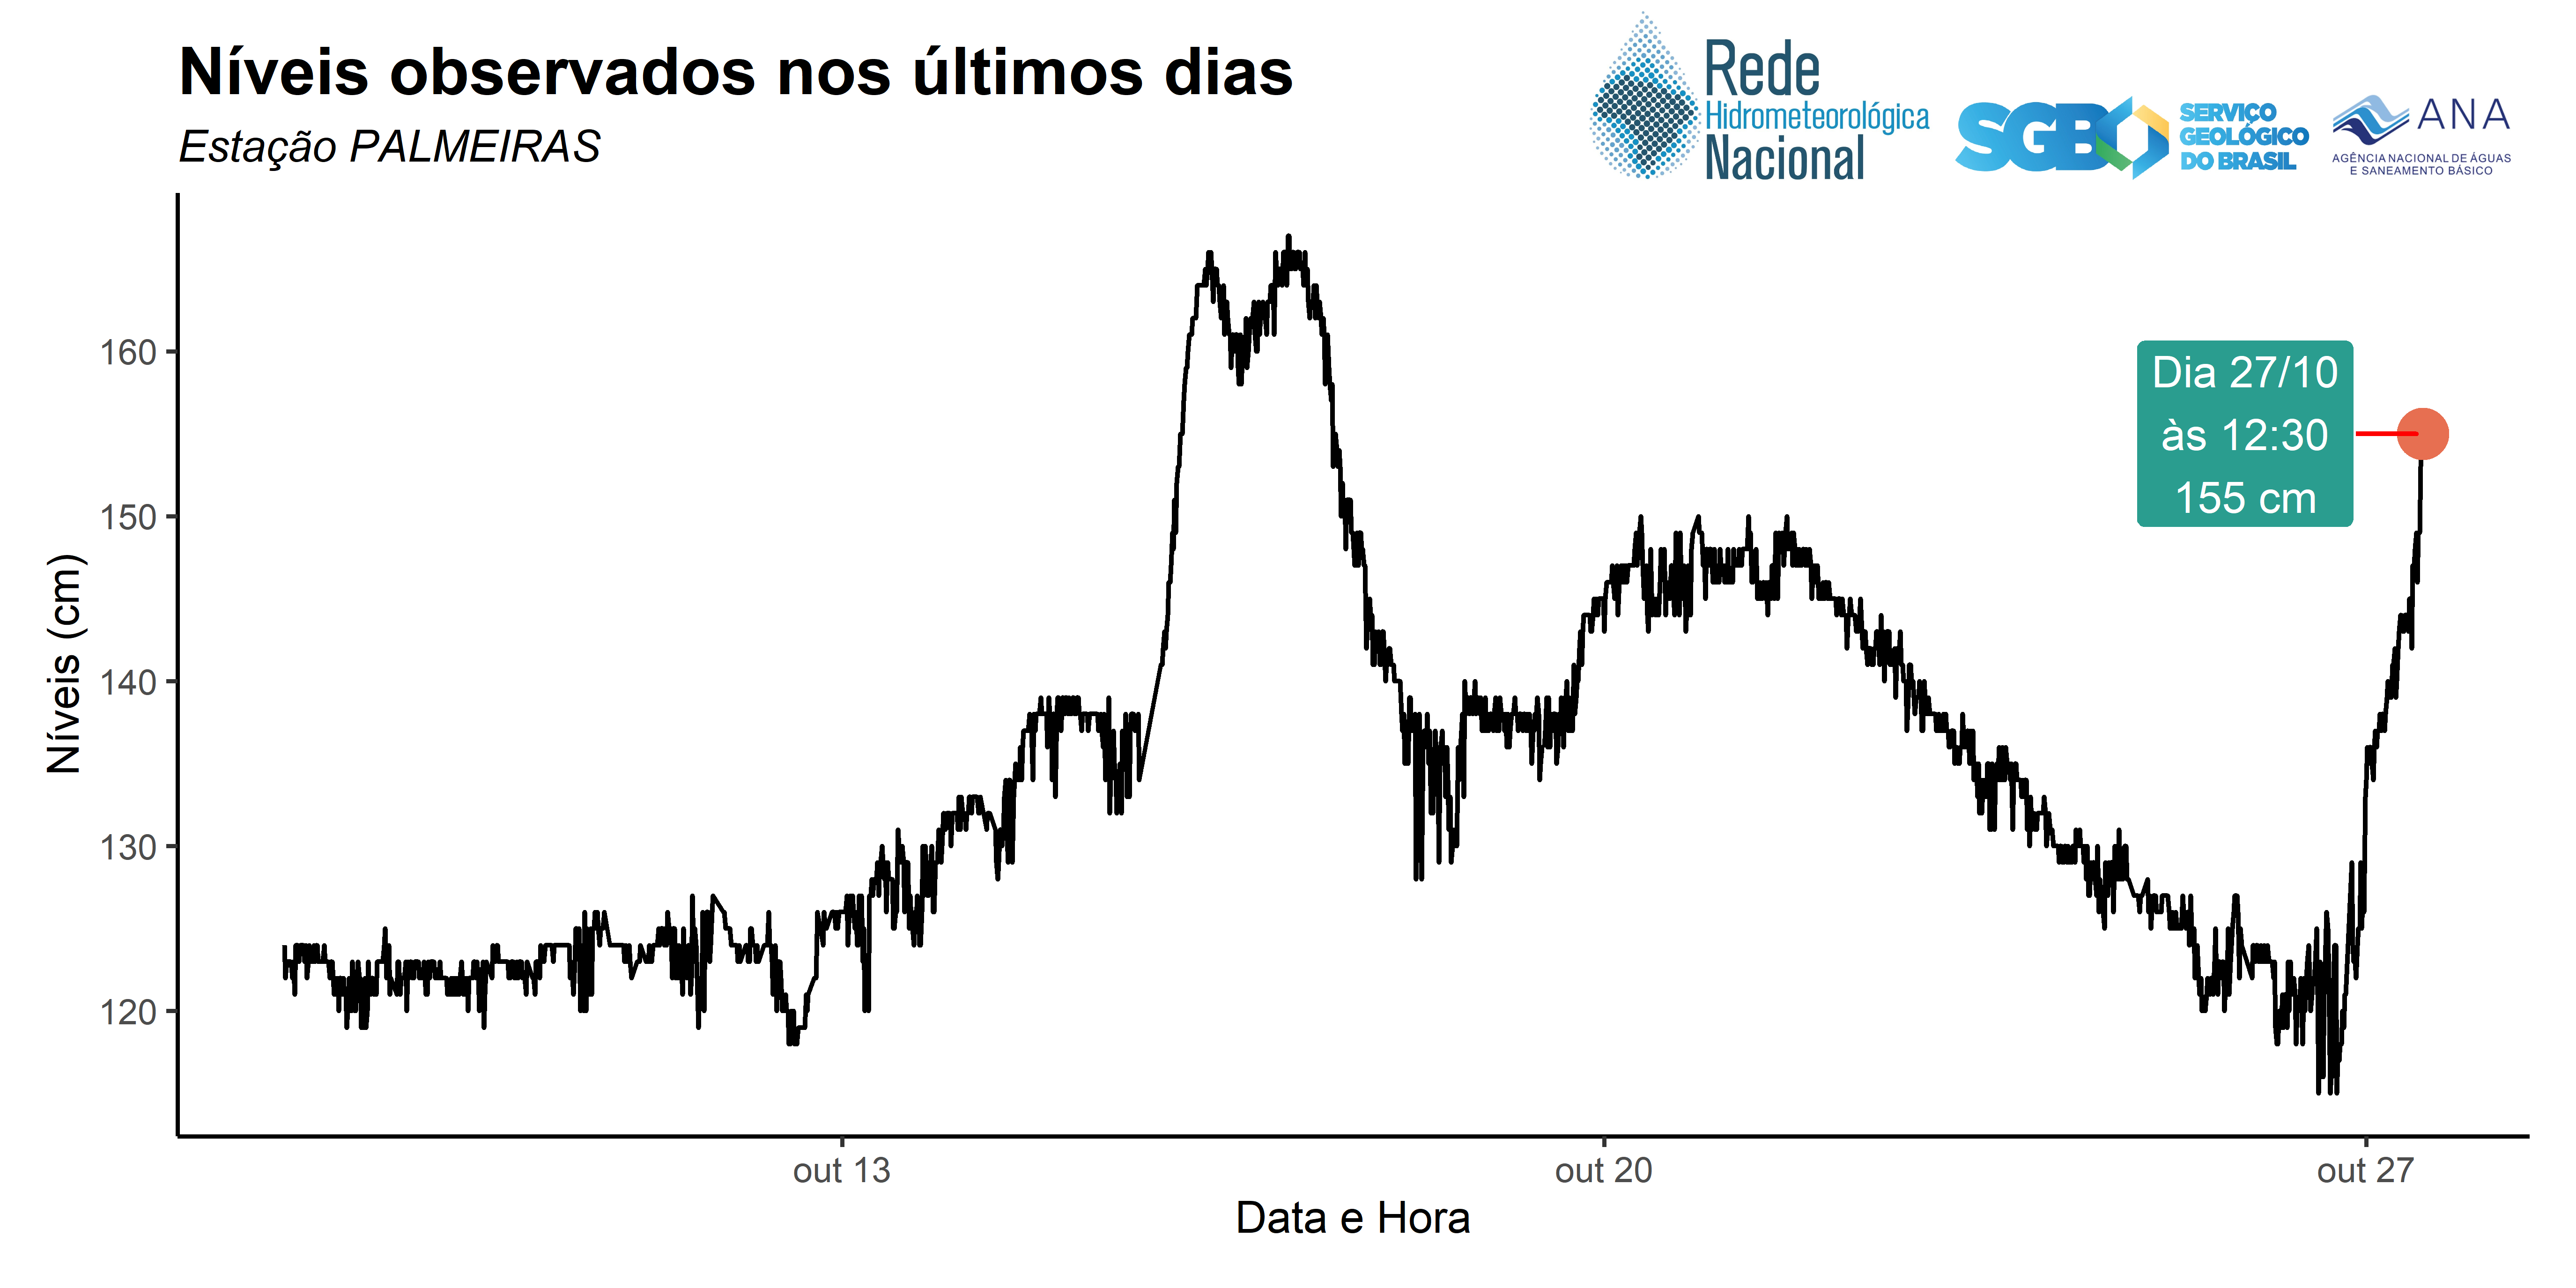 Níveis observados nos últimos dias
Estação PALMEIRAS
Rede
Hidrometeorológica
Nacional
SGB
SERVIÇO
GEOLÓGICO
DO BRASIL
ANA
AGÊNCIA NACIONAL DE ÁGUAS
E SANEAMENTO BÁSICO
Níveis (cm)
160
150
140
130
120
Dia 27/10
às 12:30
155 cm
out 13
out 20
out 27
Data e Hora